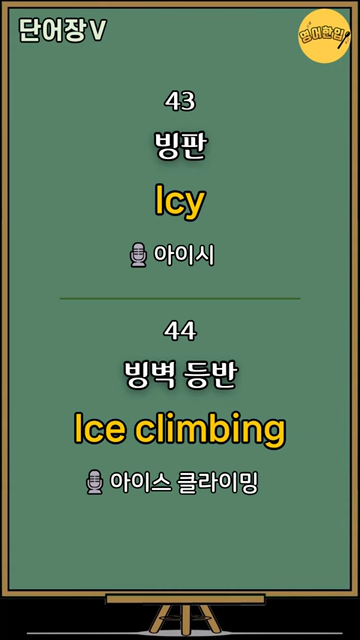 단어장 V
영어한입
43
빙판
Icy
아이시
44
빙벽 등반
Ice climbing
아이스 클라이밍